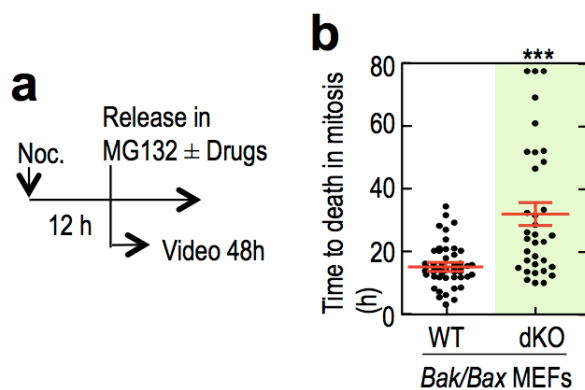 a
Noc.
Release in
MG132 ± Drugs
12 h
Video 48h
b
Time to death in mitosis
(h)
80
60
40
20
0
***
WT
dKO
Bak/Bax MEFs